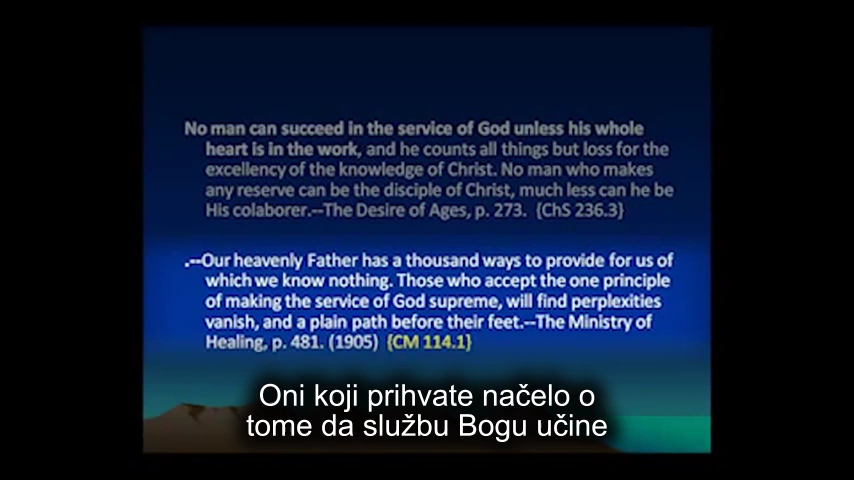 No man can succeed in the service of God unless his whole
heart is in the work, and he counts all things but loss for the
excellency of the knowledge of Christ. No man who makes
any reserve can be the disciple of Christ, much less can he be
His colaborer.--The Desire of Ages, p. 273. {ChS 236.3}
.--Our heavenly Father has a thousand ways to provide for us of
which we know nothing. Those who accept the one principle
of making the service of God supreme, will find perplexities
vanish, and a plain path before their feet.--The Ministry of
Healing, p. 481. (1905) {CM 114.1}
Oni koji prihvate načelo o
tome da službu Bogu učine